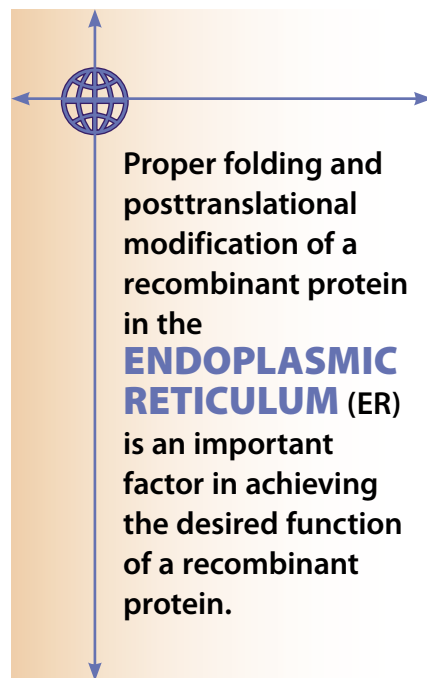 Proper folding and
posttranslational
modification of a
recombinant protein
in the
ENDOPLASMIC
RETICULUM (ER)
is an important
factor in achieving
the desired function
of a recombinant
protein.